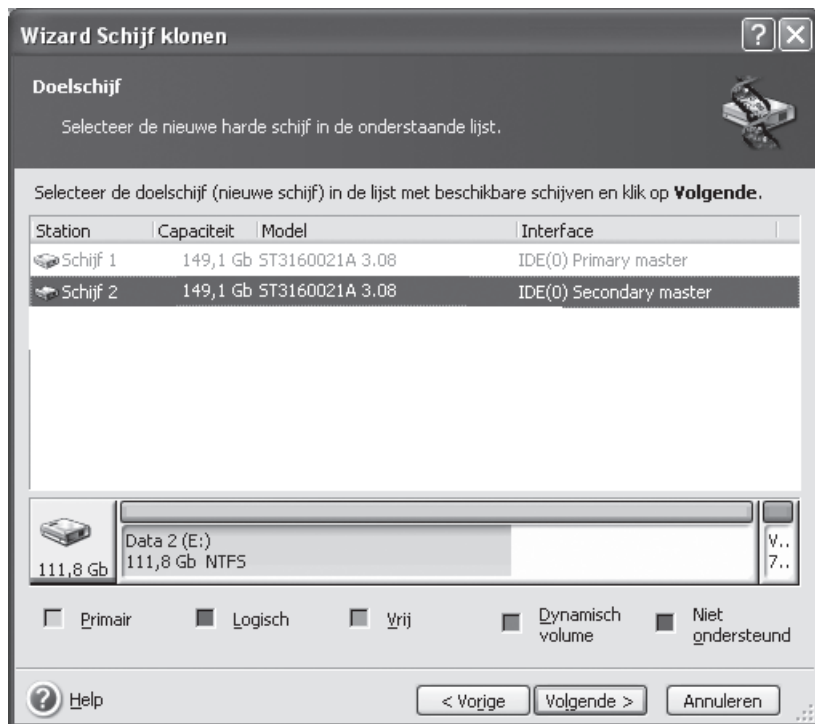 Wizard Schijf klonen
Doelschijf
Selecteer de nieuwe harde schijf in de onderstaande lijst.
Selecteer de doelschijf (nieuwe schijf) in de lijst met beschikbare schijven en klik op Volgende.
Station Capaciteit Model Interface
Schijf 1 149,1 Gb ST3160021A 3.08 IDE(0) Primary master
Schijf 2 149,1 Gb ST3160021A 3.08 IDE(0) Secondary master
Data 2 (E:) V..
111,8 Gb 111,8 Gb NTFS 7..
Primair Logisch Vrij Dynamisch volume Niet ondersteund
Help < Vorige Volgende > Annuleren